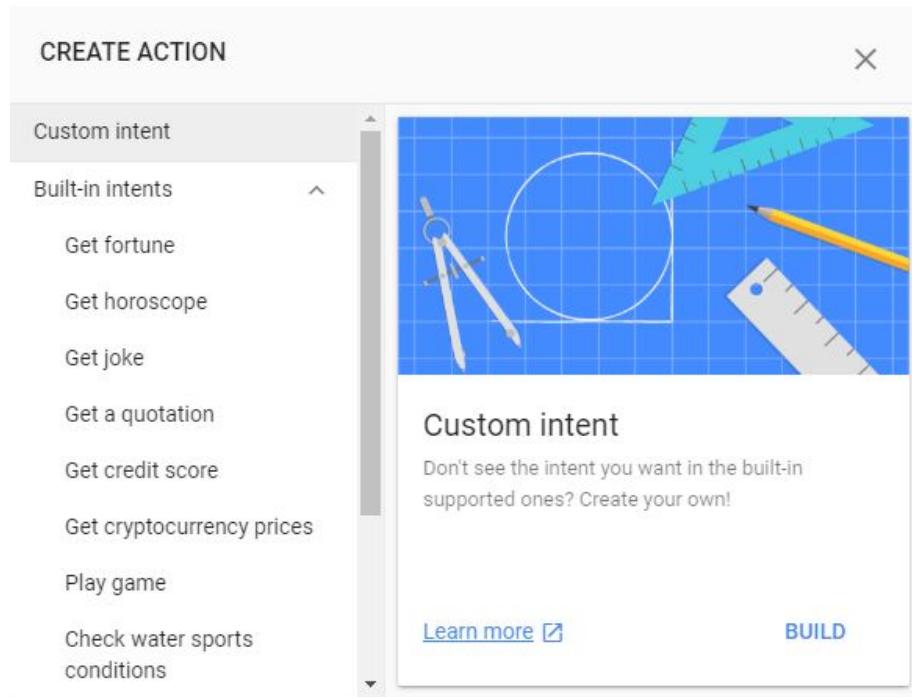 CREATE ACTION
Custom intent
Built-in intents
Get fortune
Get horoscope
Get joke
Get a quotation
Get credit score
Get cryptocurrency prices
Play game
Check water sports
conditions
Custom intent
Don't see the intent you want in the built-in
supported ones? Create your own!
Learn more
BUILD